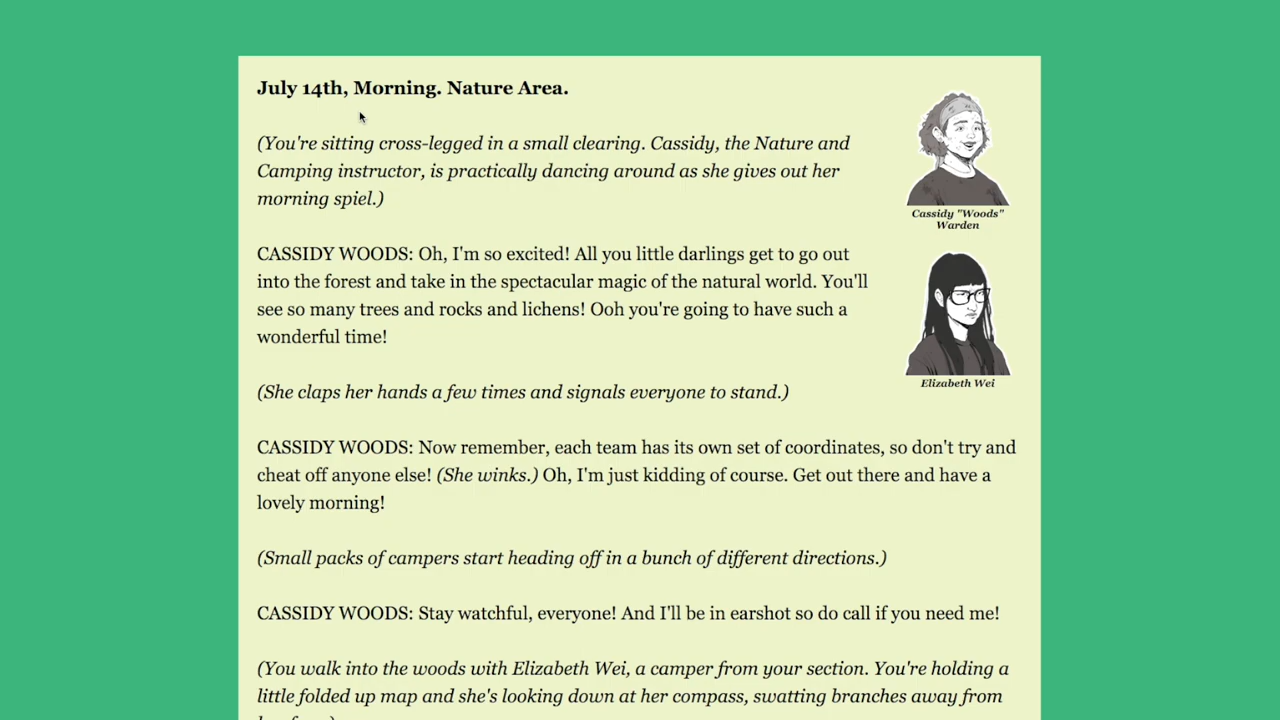 July 14th, Morning. Nature Area.
(You're sitting cross-legged in a small clearing. Cassidy, the Nature and
Camping instructor, is practically dancing around as she gives out her
morning spiel.)
Cassidy "Woods"
Warden
CASSIDY WOODS: Oh, I'm so excited! All you little darlings get to go out
into the forest and take in the spectacular magic of the natural world. You'll
see so many trees and rocks and lichens! Ooh you're going to have such a
wonderful time!
Elizabeth Wei
(She claps her hands a few times and signals everyone to stand.)
CASSIDY WOODS: Now remember, each team has its own set of coordinates, so don't try and
cheat off anyone else! (She winks.) Oh, I'm just kidding of course. Get out there and have a
lovely morning!
(Small packs of campers start heading off in a bunch of different directions.)
CASSIDY WOODS: Stay watchful, everyone! And I'll be in earshot so do call if you need me!
(You walk into the woods with Elizabeth Wei, a camper from your section. You're holding a
little folded up map and she's looking down at her compass, swatting branches away from